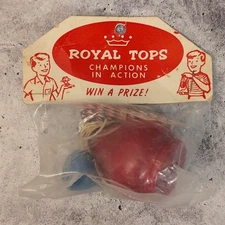 ROYAL TOPS
CHAMPIONS
IN ACTION
WIN A PRIZE!